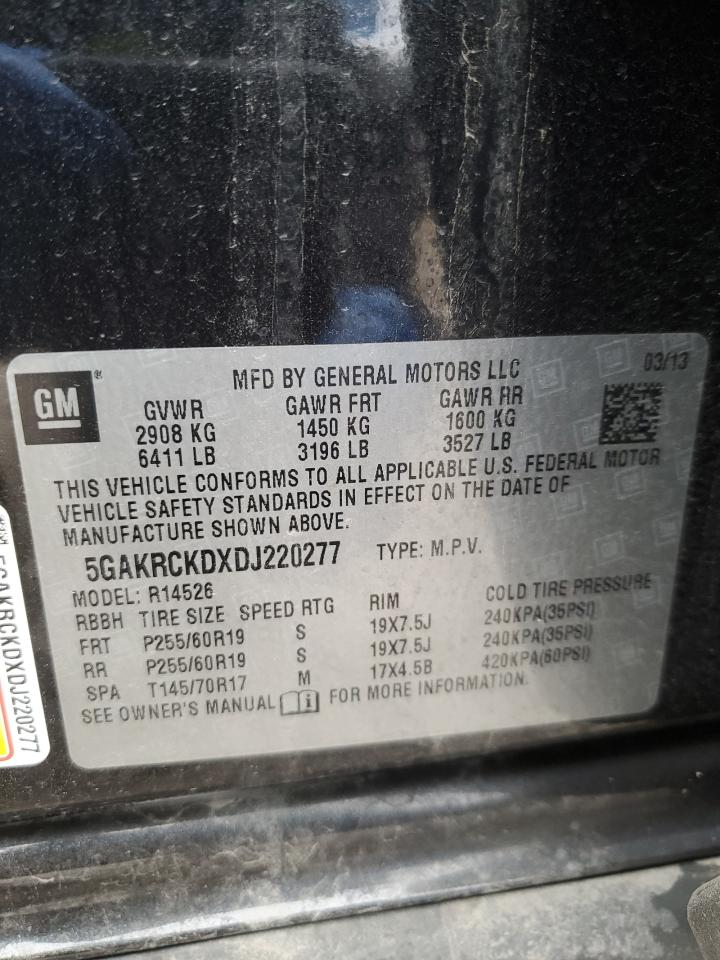 MFD BY GENERAL MOTORS LLC 03/13
GM®
GVWR GAWR FRT GAWR RR
2908 KG 1450 KG 1600 KG
6411 LB 3196 LB 3527 LB
THIS VEHICLE CONFORMS TO ALL APPLICABLE U.S. FEDERAL MOTOR
VEHICLE SAFETY STANDARDS IN EFFECT ON THE DATE OF
MANUFACTURE SHOWN ABOVE.
5GAKRCKDXDJ220277 TYPE: M.P.V.
MODEL: R14526
RBBH TIRE SIZE SPEED RTG RIM COLD TIRE PRESSURE
FRT P255/60R19 S 19X7.5J 240KPA(35PSI)
RR P255/60R19 S 19X7.5J 240KPA(35PSI)
SPA T145/70R17 M 17X4.5B 420KPA(60PSI)
SEE OWNER'S MANUAL i FOR MORE INFORMATION.
5GAKRCKDXDJ220277